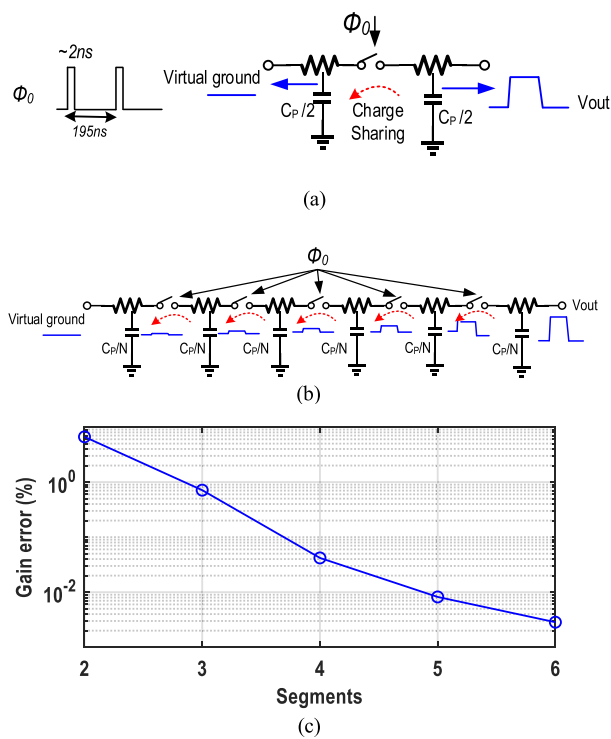 Φ0
~2ns
Φ0
195ns
Virtual ground
CP/2
Charge
Sharing
CP/2
Vout
(a)
Φ0
Virtual ground
Vout
CP/N CP/N CP/N CP/N CP/N CP/N
(b)
Gain error (%)
10^0
10^-2
2 3 4 5 6
Segments
(c)